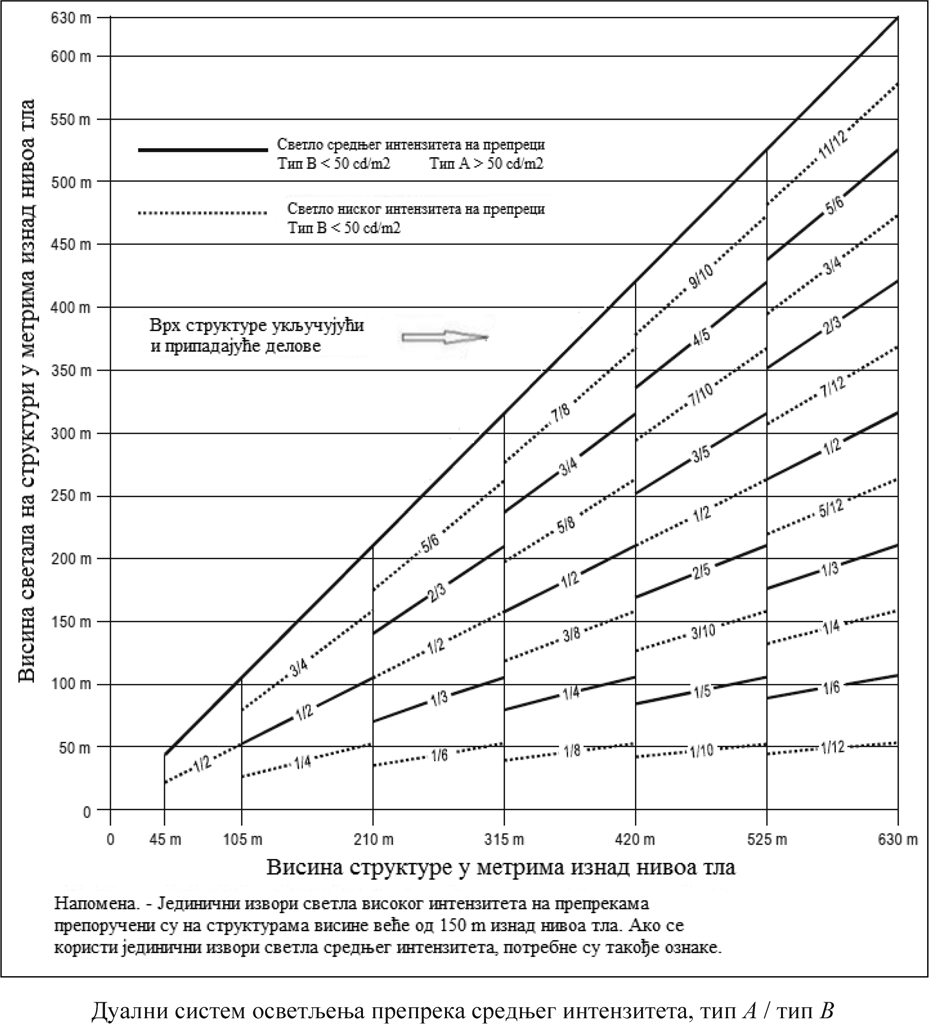 630 m
600 m
550 m
500 m
450 m
400 m
350 m
300 m
250 m
200 m
150 m
100 m
50 m
0
Висина светала на структури у метрима изнад нивоа тла
Светло средњег интензитета на препреци
Тип B < 50 cd/m2 Тип A > 50 cd/m2
Светло ниског интензитета на препреци
Тип B < 50 cd/m2
Врх структуре укључујући
и припадајуће делове
1/2
3/4
1/2
1/4
5/6
2/3
1/2
1/3
1/6
7/8
3/4
5/8
1/2
3/8
1/4
1/8
9/10
4/5
7/10
3/5
1/2
2/5
3/10
1/5
1/10
11/12
5/6
3/4
2/3
7/12
1/2
5/12
1/3
1/4
1/6
1/12
0 45 m 105 m 210 m 315 m 420 m 525 m 630 m
Висина структуре у метрима изнад нивоа тла
Напомена. - Јединични извори светла високог интензитета на препрекама
препоручени су на структурама висине веће од 150 m изнад нивоа тла. Ако се
користи јединични извори светла средњег интензитета, потребне су такође ознаке.
Дуални систем осветљења препрека средњег интензитета, тип A / тип B